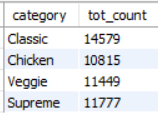 category tot_count
Classic 14579
Chicken 10815
Veggie 11449
Supreme 11777